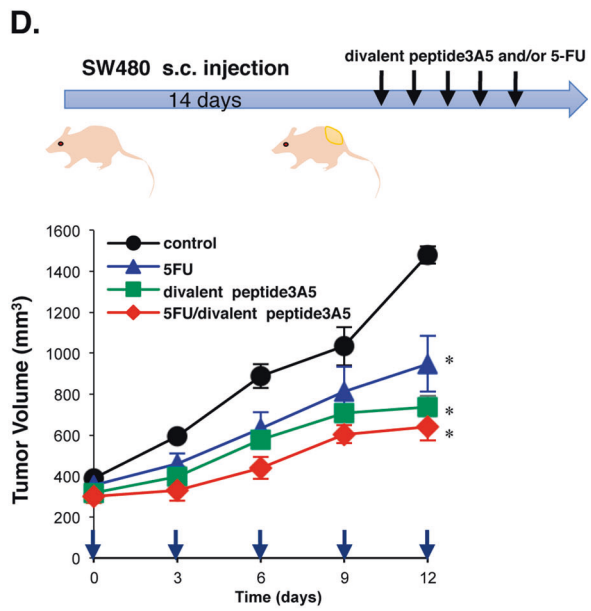 D.
divalent peptide3A5 and/or 5-FU
SW480 s.c. injection
14 days
1600
1400
1200
1000
800
600
400
200
0
Tumor Volume (mm³)
control
5FU
divalent peptide3A5
5FU/divalent peptide3A5
*
*
*
0 3 6 9 12
Time (days)